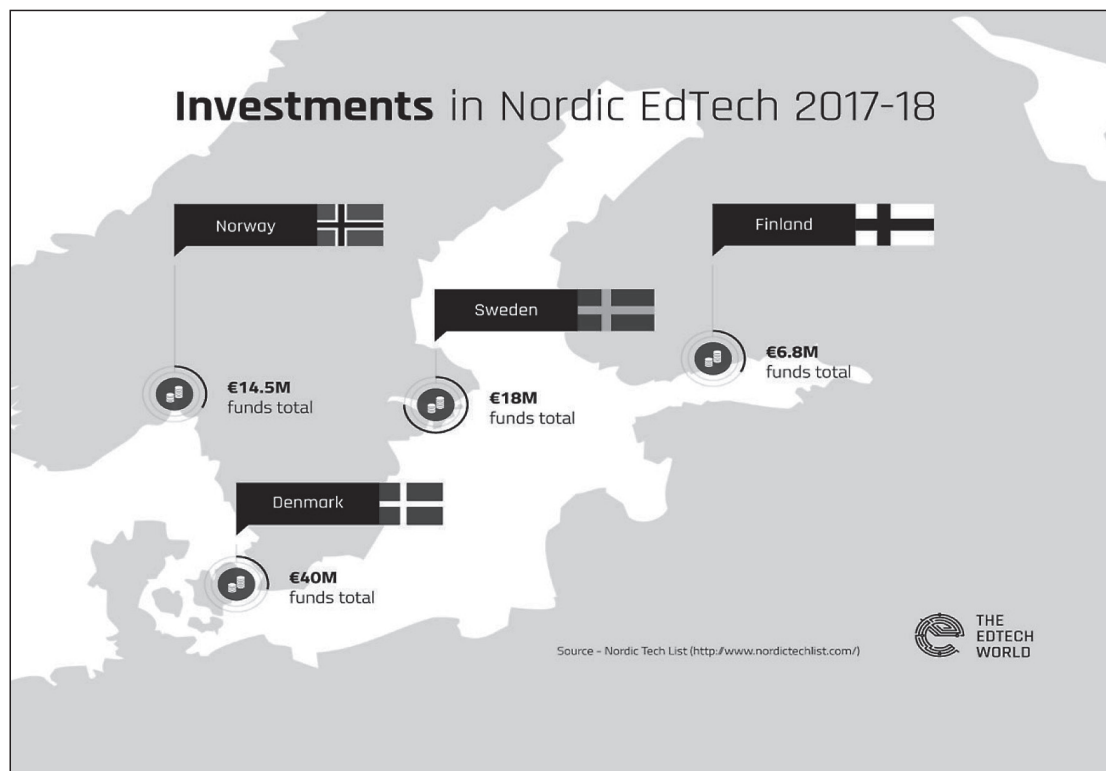 Investments in Nordic EdTech 2017-18
Norway
Finland
Sweden
€6.8M
funds total
€14.5M
funds total
€18M
funds total
Denmark
€40M
funds total
Source - Nordic Tech List (http://www.nordictechlist.com/)
THE
EDTECH
WORLD